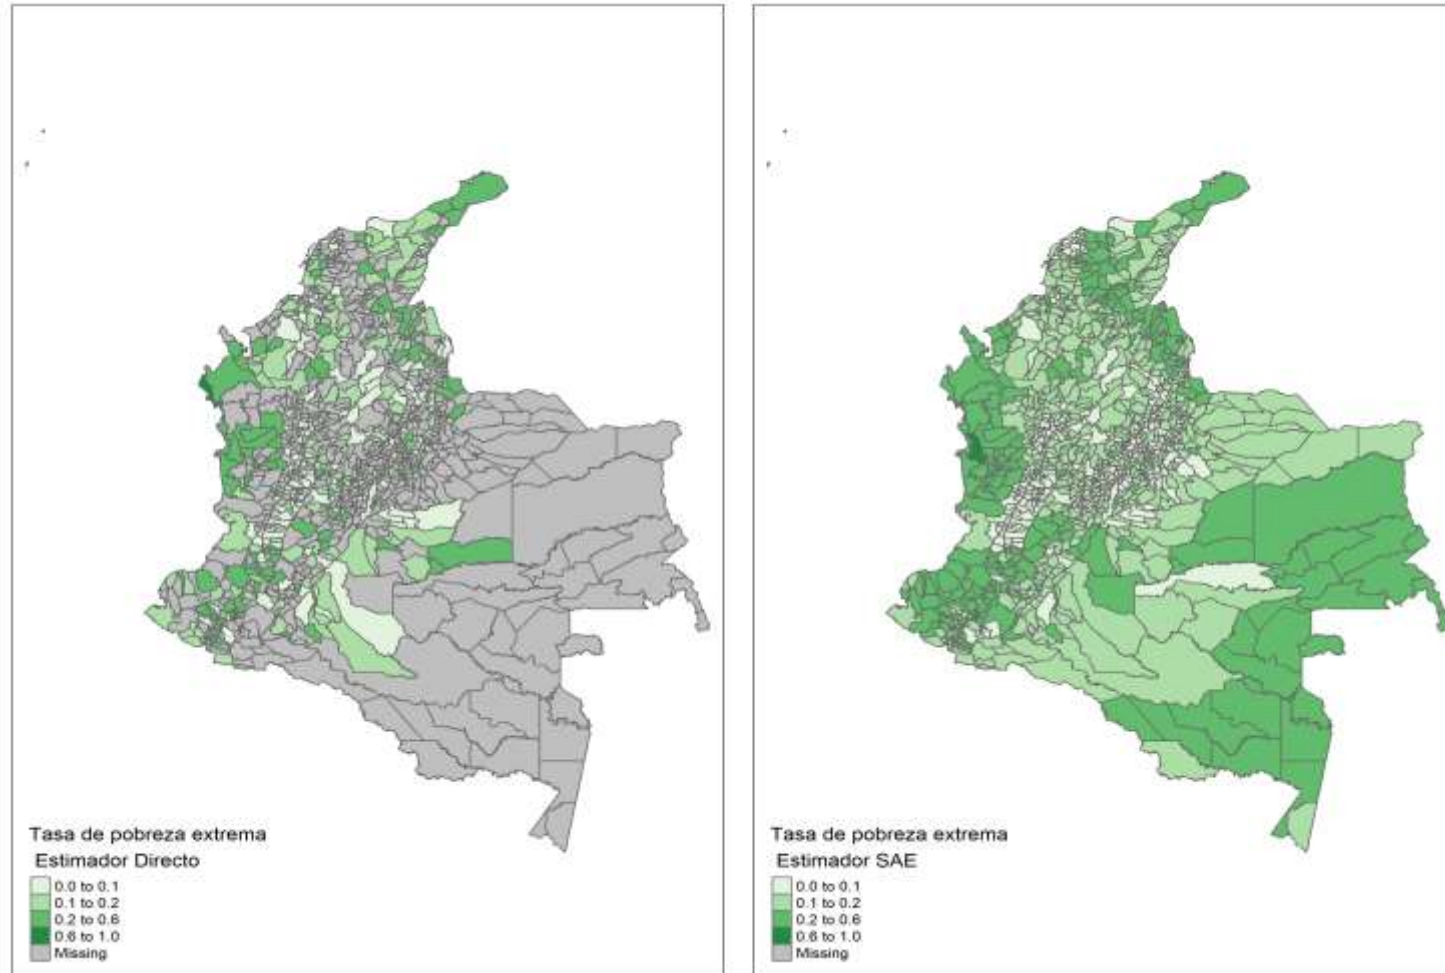 Tasa de pobreza extrema
Estimador Directo
0.0 to 0.1
0.1 to 0.2
0.2 to 0.6
0.6 to 1.0
Missing
Tasa de pobreza extrema
Estimador SAE
0.0 to 0.1
0.1 to 0.2
0.2 to 0.6
0.6 to 1.0
Missing